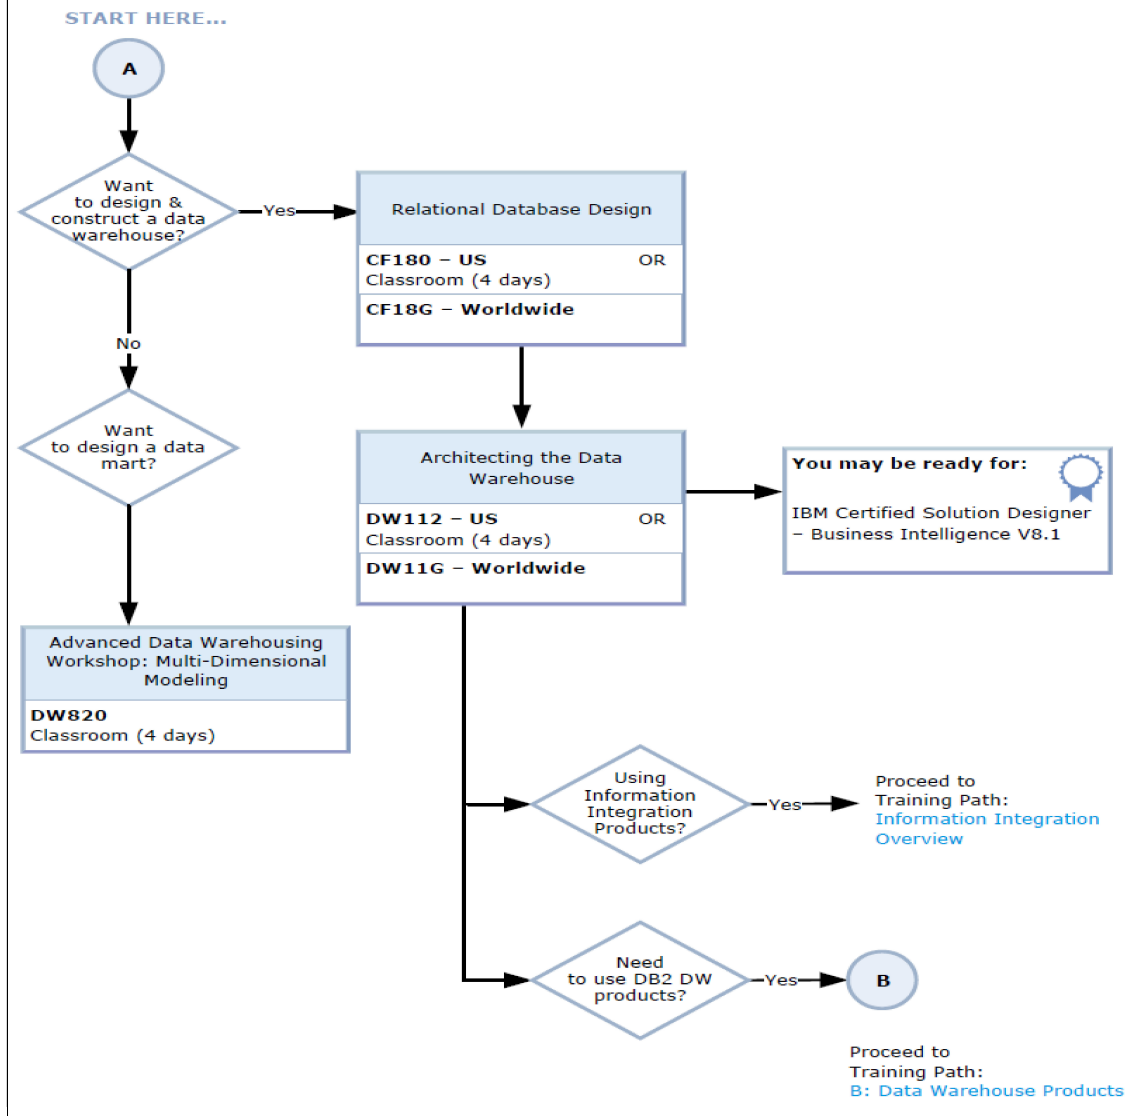 START HERE...
A
Want
to design &
construct a data
warehouse?
Yes
Relational Database Design
CF180 – US OR
Classroom (4 days)
CF18G – Worldwide
No
Want
to design a data
mart?
Architecting the Data
Warehouse
DW112 – US OR
Classroom (4 days)
DW11G – Worldwide
You may be ready for:
IBM Certified Solution Designer
– Business Intelligence V8.1
Advanced Data Warehousing
Workshop: Multi-Dimensional
Modeling
DW820
Classroom (4 days)
Using
Information
Integration
Products?
Yes
Proceed to
Training Path:
Information Integration
Overview
Need
to use DB2 DW
products?
Yes
B
Proceed to
Training Path:
B: Data Warehouse Products